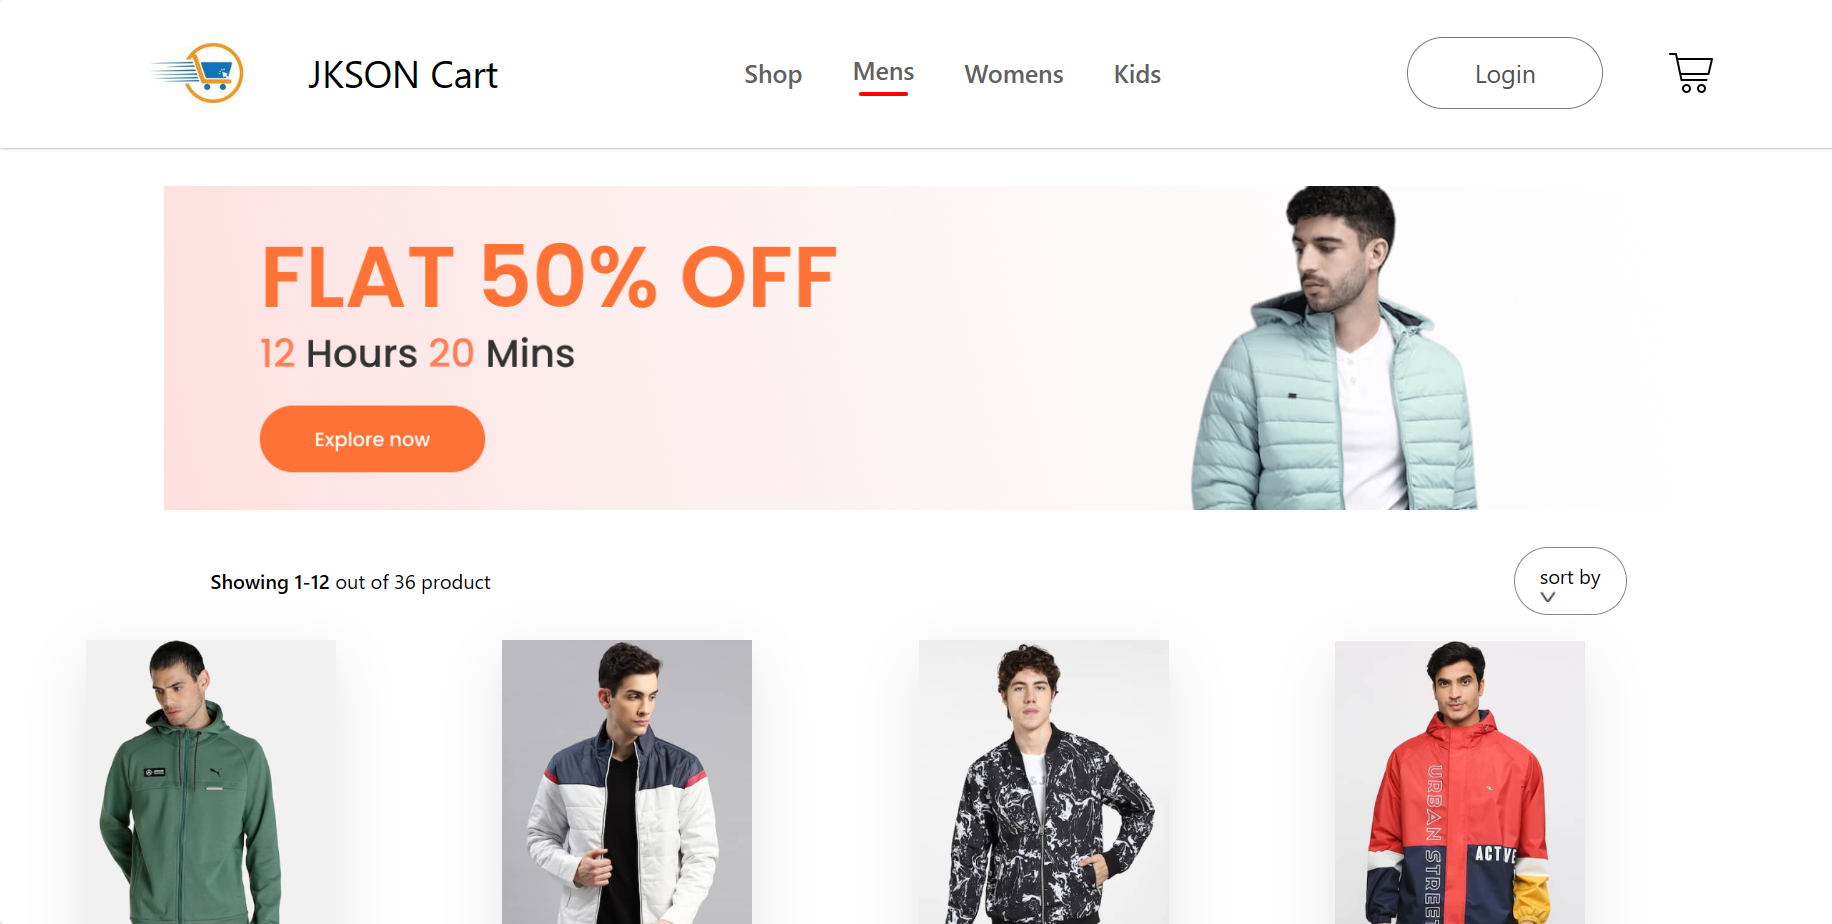 JKSON Cart
Shop Mens Womens Kids
Login
FLAT 50% OFF
12 Hours 20 Mins
Explore now
Showing 1-12 out of 36 product
sort by
URBAN STREET
ACTIVE